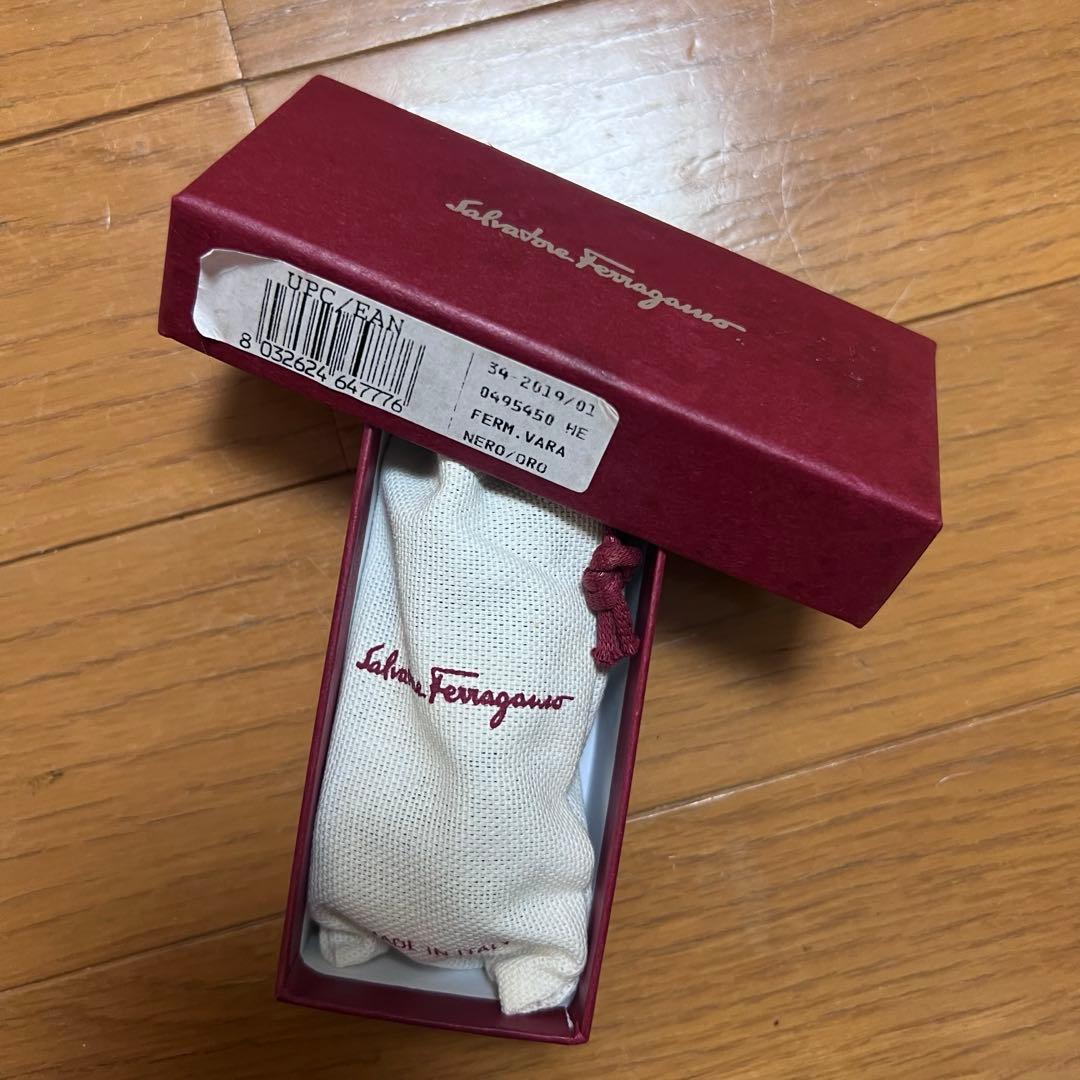 Salvatore Ferragamo
UPC/EAN
8 032624 647776
34-2019/01
0495450 HE
FERM.VARA
NERO/ORO
Salvatore Ferragamo
MADE IN ITALY